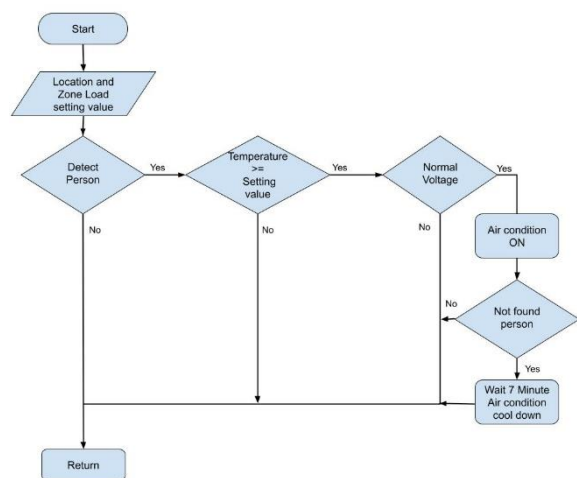 Start
Location and
Zone Load
setting value
Detect
Person
Yes
No
Temperature
>=
Setting
value
Yes
No
Normal
Voltage
Yes
No
Air condition
ON
Not found
person
No
Yes
Wait 7 Minute
Air condition
cool down
Return